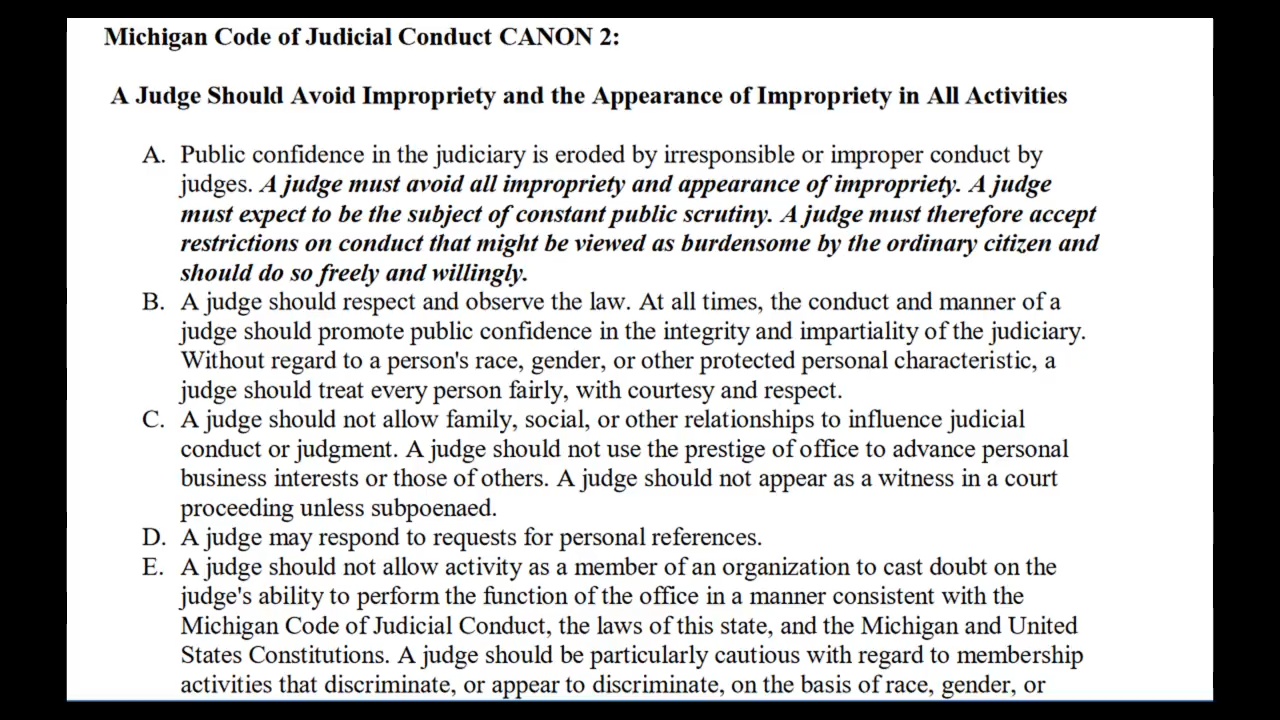 Michigan Code of Judicial Conduct CANON 2:
A Judge Should Avoid Impropriety and the Appearance of Impropriety in All Activities
A. Public confidence in the judiciary is eroded by irresponsible or improper conduct by
judges. A judge must avoid all impropriety and appearance of impropriety. A judge
must expect to be the subject of constant public scrutiny. A judge must therefore accept
restrictions on conduct that might be viewed as burdensome by the ordinary citizen and
should do so freely and willingly.
B. A judge should respect and observe the law. At all times, the conduct and manner of a
judge should promote public confidence in the integrity and impartiality of the judiciary.
Without regard to a person's race, gender, or other protected personal characteristic, a
judge should treat every person fairly, with courtesy and respect.
C. A judge should not allow family, social, or other relationships to influence judicial
conduct or judgment. A judge should not use the prestige of office to advance personal
business interests or those of others. A judge should not appear as a witness in a court
proceeding unless subpoenaed.
D. A judge may respond to requests for personal references.
E. A judge should not allow activity as a member of an organization to cast doubt on the
judge's ability to perform the function of the office in a manner consistent with the
Michigan Code of Judicial Conduct, the laws of this state, and the Michigan and United
States Constitutions. A judge should be particularly cautious with regard to membership
activities that discriminate, or appear to discriminate, on the basis of race, gender, or